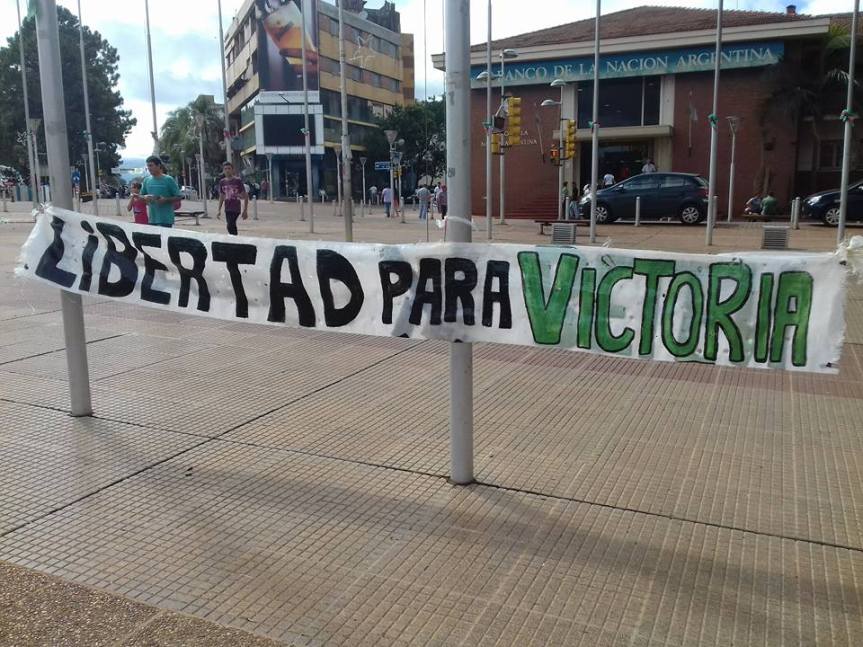 BANCO DE LA NACION ARGENTINA
LiBERTAD PARA VICTORIA